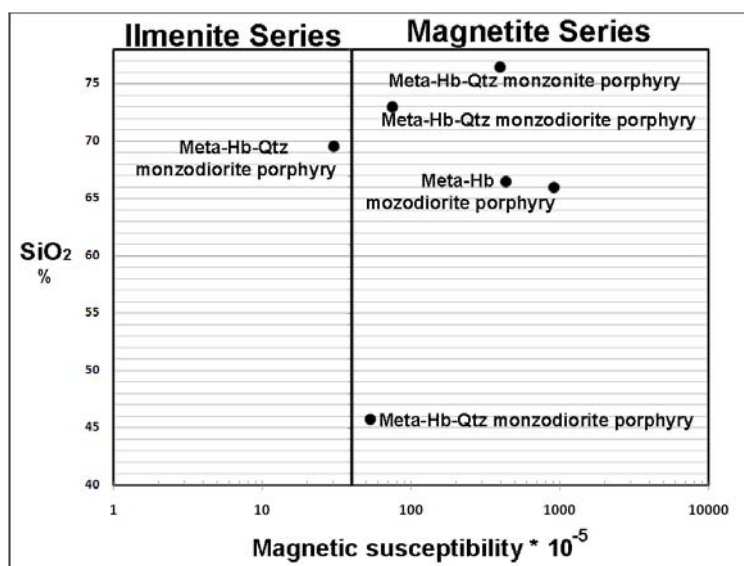 Ilmenite Series
Magnetite Series
75
Meta-Hb-Qtz monzonite porphyry
Meta-Hb-Qtz monzodiorite porphyry
70
Meta-Hb-Qtz
monzodiorite porphyry
Meta-Hb
mozodiorite porphyry
65
SiO₂
%
60
55
50
45
Meta-Hb-Qtz monzodiorite porphyry
40
1
10
100
1000
10000
Magnetic susceptibility * 10⁻⁵